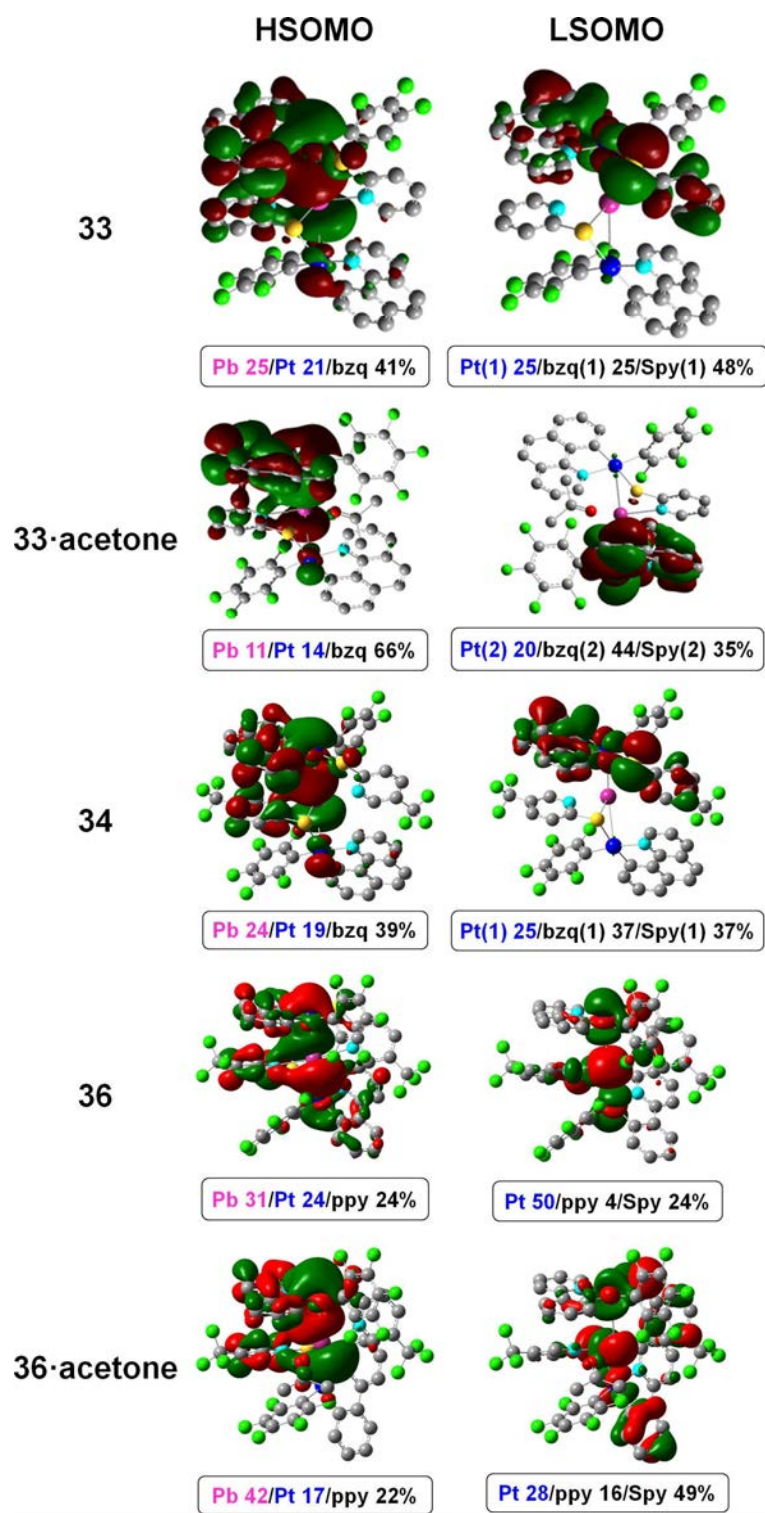 HSOMO LSOMO
33
Pb 25/Pt 21/bzq 41% Pt(1) 25/bzq(1) 25/Spy(1) 48%
33·acetone
Pb 11/Pt 14/bzq 66% Pt(2) 20/bzq(2) 44/Spy(2) 35%
34
Pb 24/Pt 19/bzq 39% Pt(1) 25/bzq(1) 37/Spy(1) 37%
36
Pb 31/Pt 24/ppy 24% Pt 50/ppy 4/Spy 24%
36·acetone
Pb 42/Pt 17/ppy 22% Pt 28/ppy 16/Spy 49%